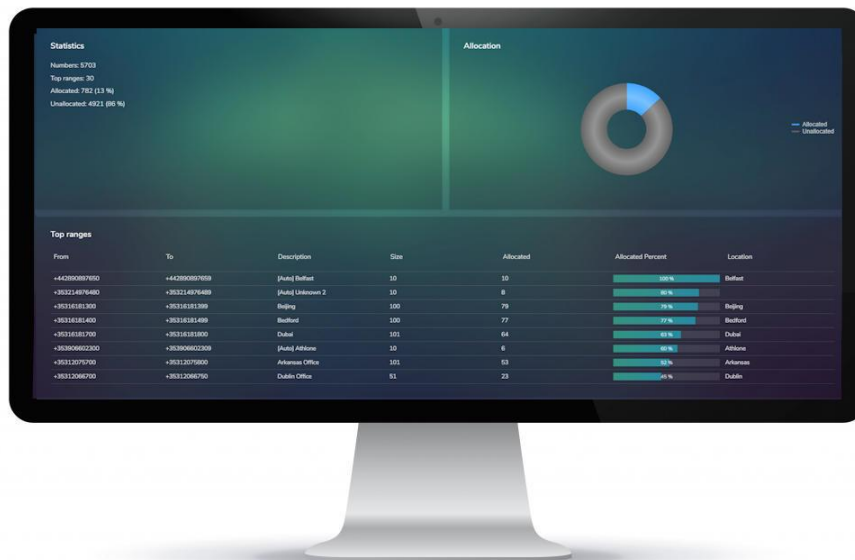 Statistics
Numbers: 5703
Top ranges: 30
Allocated: 782 (13 %)
Unallocated: 4921 (86 %)
Allocation
Allocated
Unallocated
Top ranges
From To Description Size Allocated Allocated Percent Location
+442890897650 +442890897659 [Auto] Belfast 10 10 100 % Belfast
+353214976480 +353214976489 [Auto] Unknown 2 10 8 80 %
+35316181300 +35316181399 Beijing 100 79 79 % Beijing
+35316181400 +35316181499 Bedford 100 77 77 % Bedford
+35316181700 +35316181800 Dubai 101 64 63 % Dubai
+353906602300 +353906602309 [Auto] Athlone 10 6 60 % Athlone
+35312075700 +35312075800 Arkansas Office 101 53 52 % Arkansas
+35312066700 +35312066750 Dublin Office 51 23 45 % Dublin